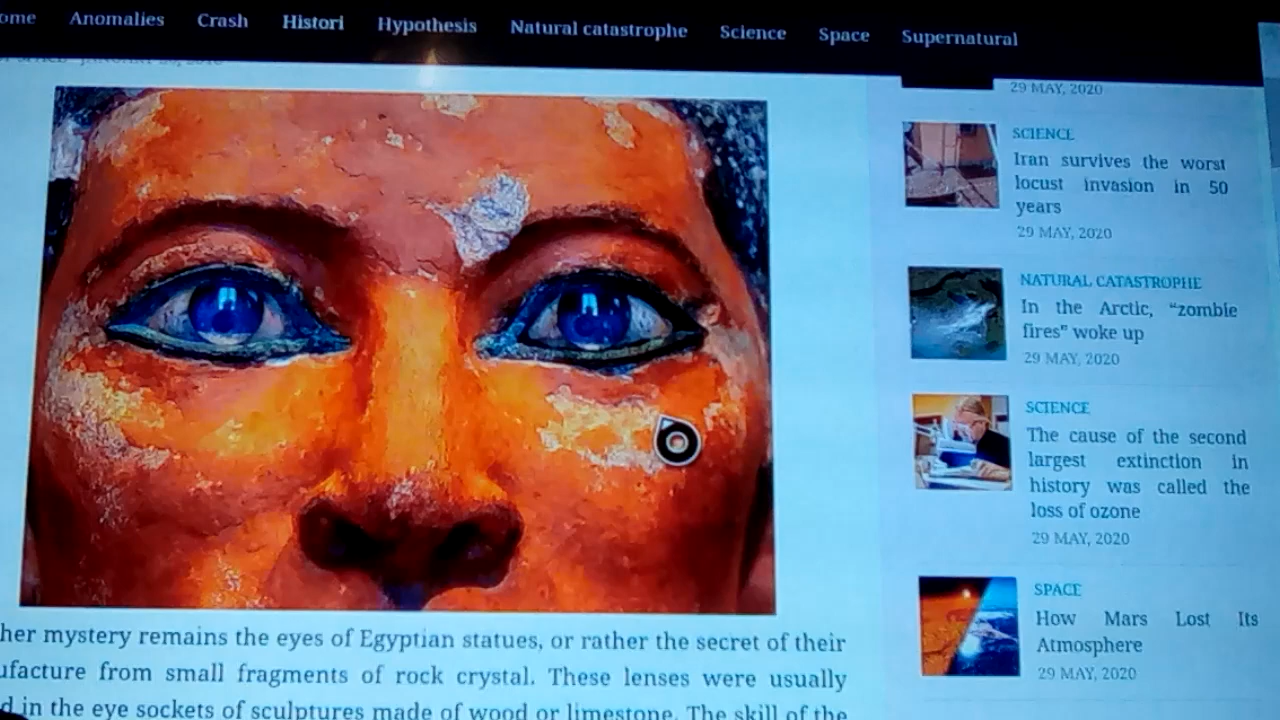 ome Anomalies Crash Histori Hypothesis Natural catastrophe Science Space Supernatural
29 MAY, 2020
SCIENCE
Iran survives the worst
locust invasion in 50
years
29 MAY, 2020
NATURAL CATASTROPHE
In the Arctic, "zombie
fires" woke up
29 MAY, 2020
SCIENCE
The cause of the second
largest extinction in
history was called the
loss of ozone
29 MAY, 2020
SPACE
How Mars Lost Its
Atmosphere
29 MAY, 2020
her mystery remains the eyes of Egyptian statues, or rather the secret of their
ufacture from small fragments of rock crystal. These lenses were usually
d in the eye sockets of sculptures made of wood or limestone. The skill of the